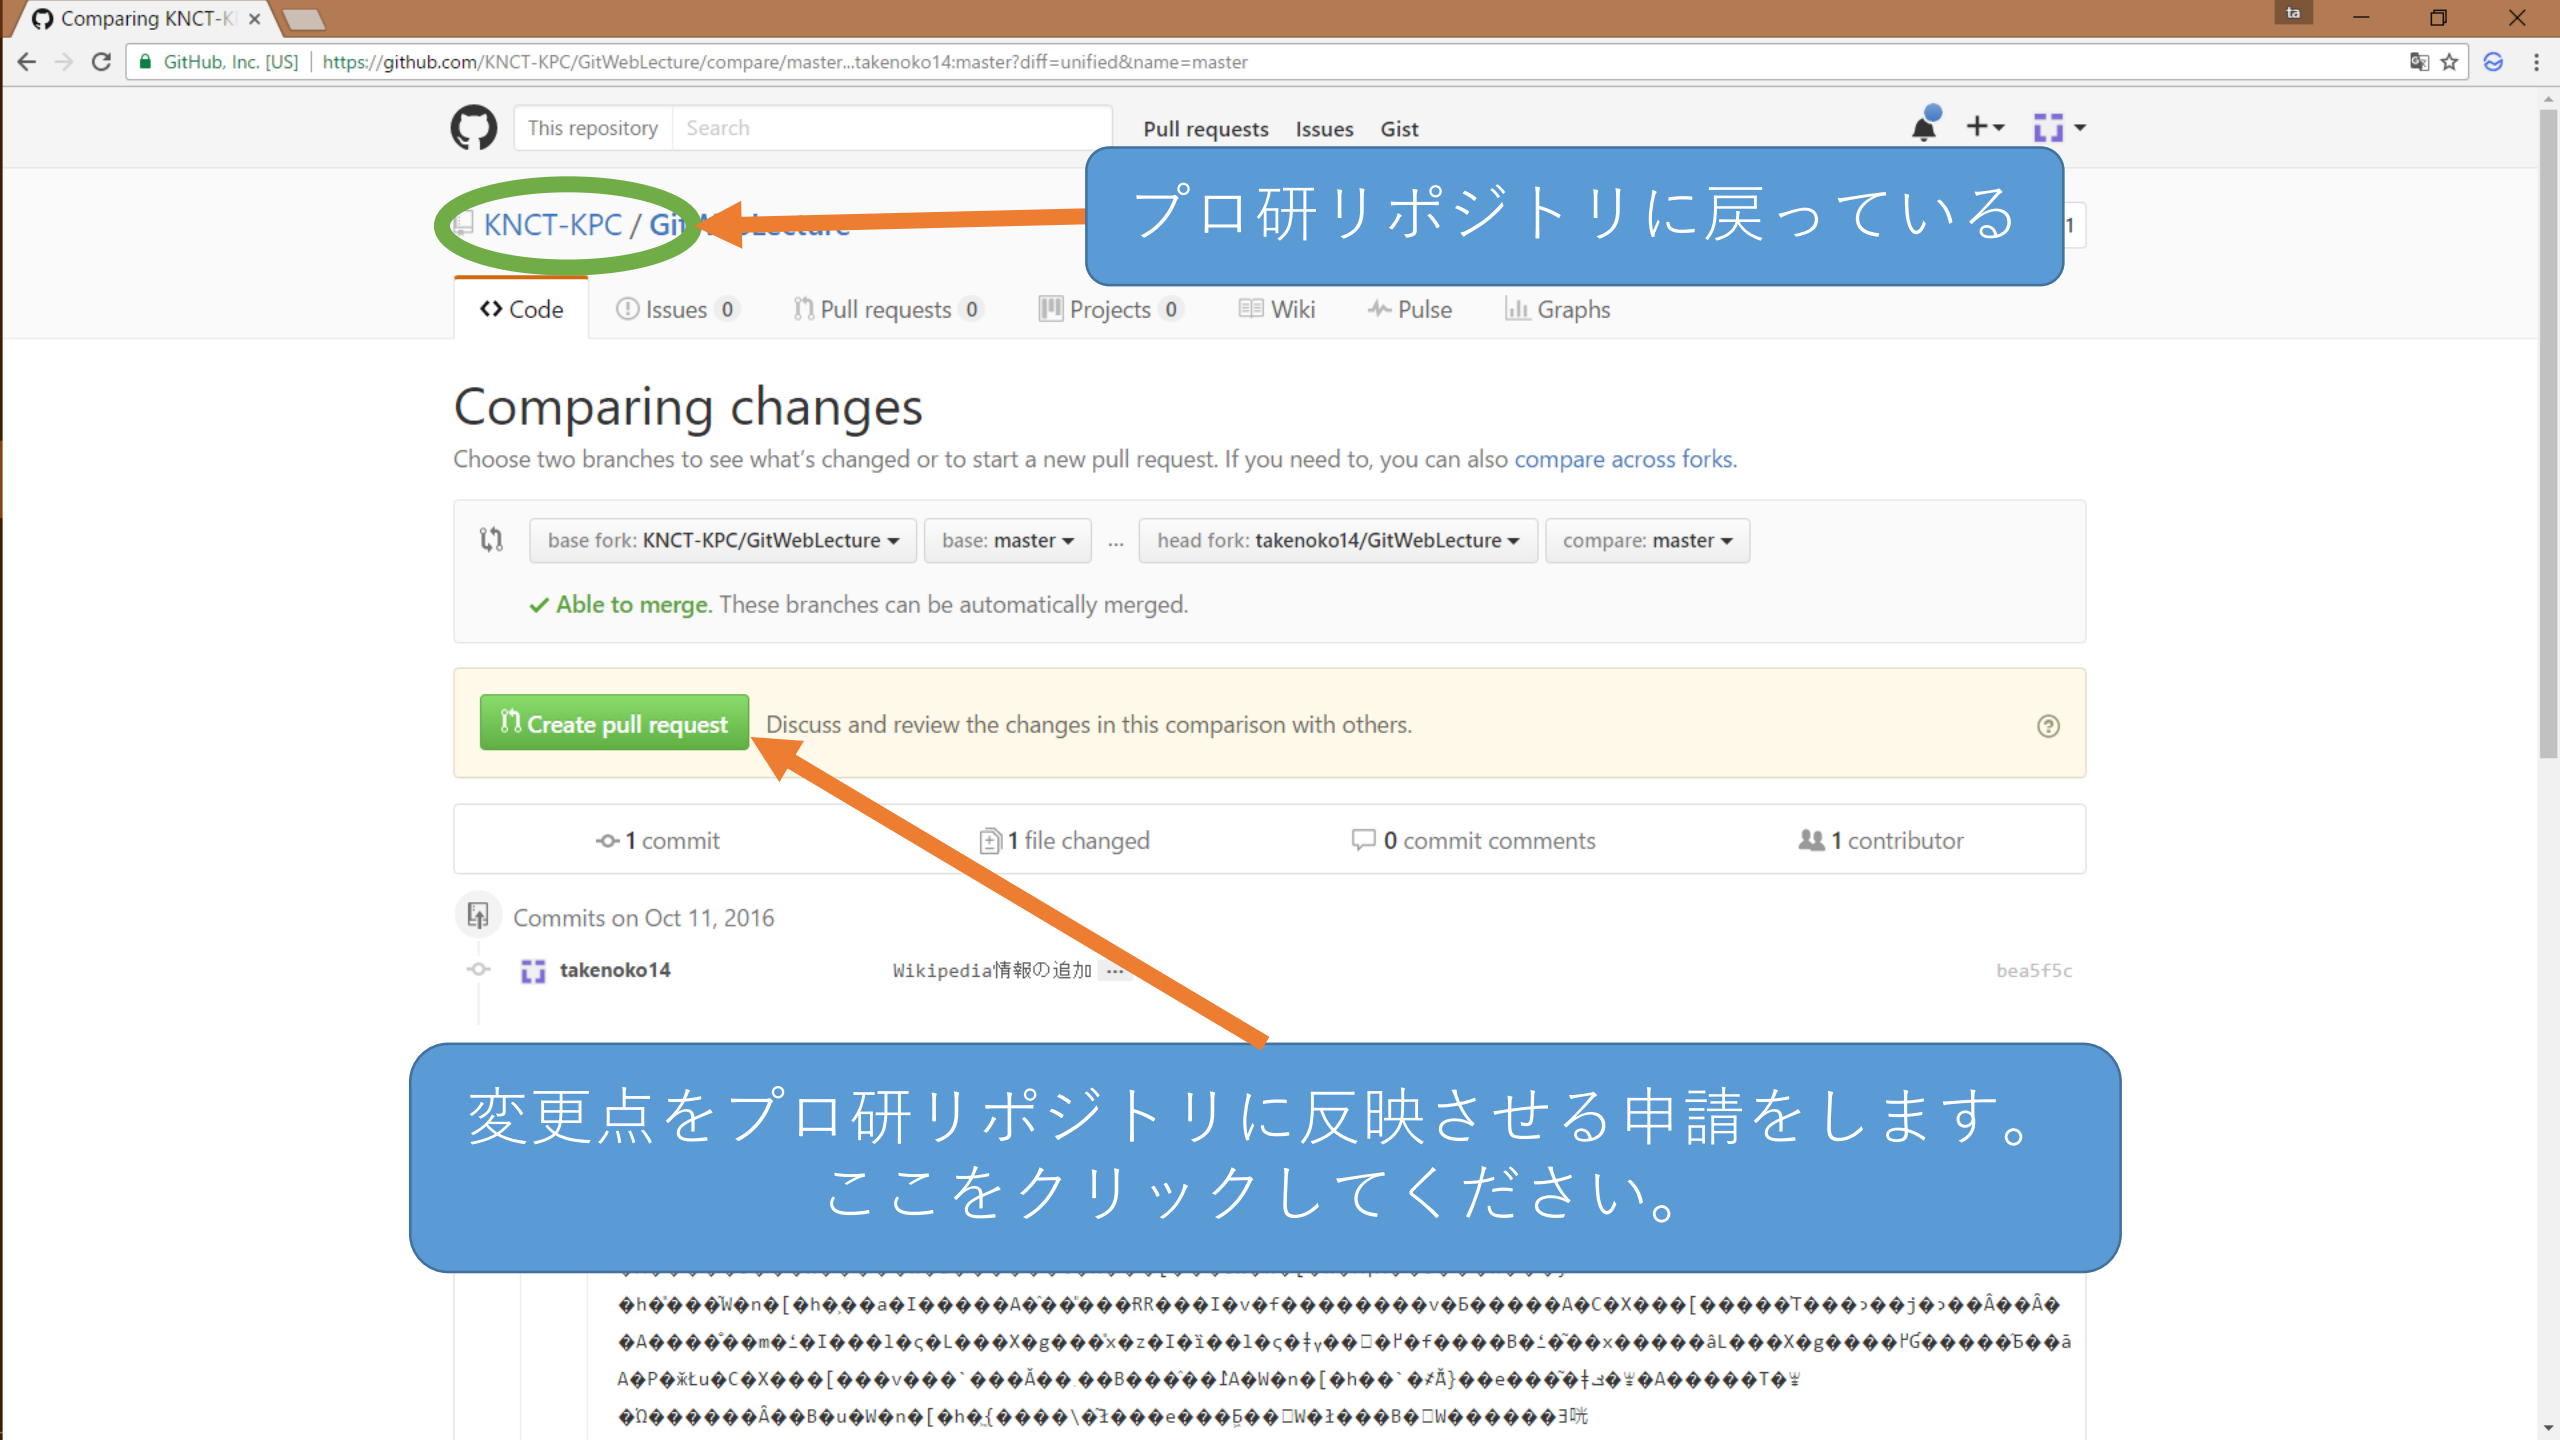 Comparing KNCT-K
ta
GitHub, Inc. [US] | https://github.com/KNCT-KPC/GitWebLecture/compare/master...takenoko14:master?diff=unified&name=master
This repository Search Pull requests Issues Gist
プロ研リポジトリに戻っている
KNCT-KPC / GitWebLecture
1
Code Issues 0 Pull requests 0 Projects 0 Wiki Pulse Graphs
Comparing changes
Choose two branches to see what's changed or to start a new pull request. If you need to, you can also compare across forks.
base fork: KNCT-KPC/GitWebLecture base: master ... head fork: takenoko14/GitWebLecture compare: master
Able to merge. These branches can be automatically merged.
Create pull request Discuss and review the changes in this comparison with others.
1 commit 1 file changed 0 commit comments 1 contributor
Commits on Oct 11, 2016
takenoko14 Wikipedia情報の追加 … bea5f5c
変更点をプロ研リポジトリに反映させる申請をします。
ここをクリックしてください。